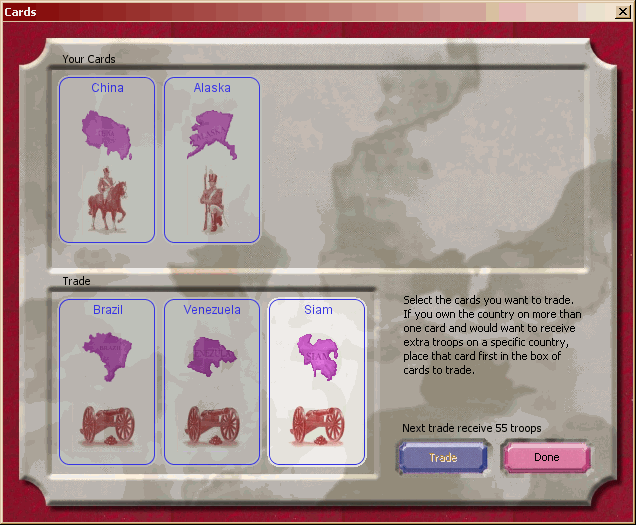 Cards
Your Cards
China
Alaska
ALASKA
Trade
Brazil
Venezuela
Siam
SIAM
Select the cards you want to trade.
If you own the country on more than
one card and would want to receive
extra troops on a specific country,
place that card first in the box of
cards to trade.
Next trade receive 55 troops
Trade
Done